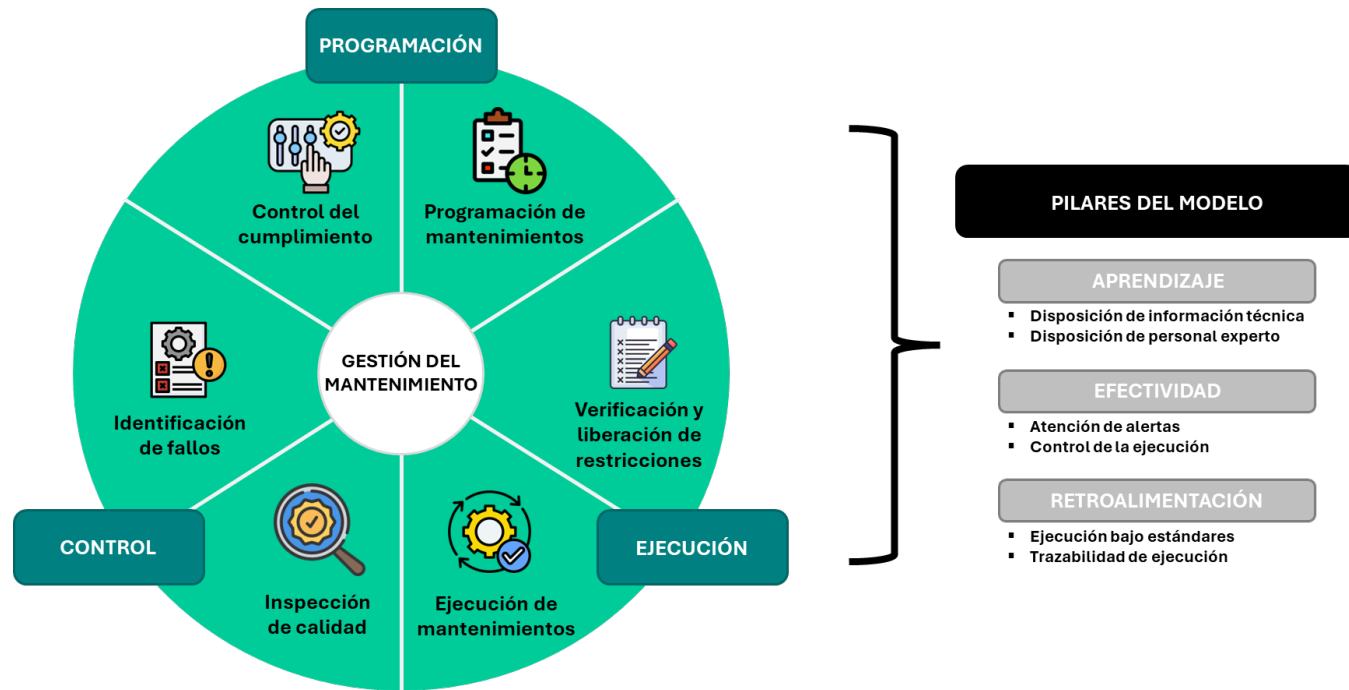 PROGRAMACIÓN
Control del
cumplimiento
Programación de
mantenimientos
Identificación
de fallos
GESTIÓN DEL
MANTENIMIENTO
Verificación y
liberación de
restricciones
CONTROL
EJECUCIÓN
Inspección
de calidad
Ejecución de
mantenimientos
PILARES DEL MODELO
APRENDIZAJE
▪ Disposición de información técnica
▪ Disposición de personal experto
EFECTIVIDAD
▪ Atención de alertas
▪ Control de la ejecución
RETROALIMENTACIÓN
▪ Ejecución bajo estándares
▪ Trazabilidad de ejecución